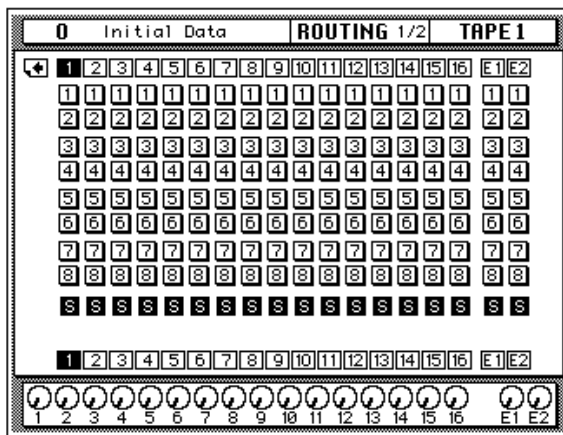 0 Initial Data ROUTING 1/2 TAPE 1
1 2 3 4 5 6 7 8 9 10 11 12 13 14 15 16 E1 E2
1 1 1 1 1 1 1 1 1 1 1 1 1 1 1 1 1 1
2 2 2 2 2 2 2 2 2 2 2 2 2 2 2 2 2 2
3 3 3 3 3 3 3 3 3 3 3 3 3 3 3 3 3 3
4 4 4 4 4 4 4 4 4 4 4 4 4 4 4 4 4 4
5 5 5 5 5 5 5 5 5 5 5 5 5 5 5 5 5 5
6 6 6 6 6 6 6 6 6 6 6 6 6 6 6 6 6 6
7 7 7 7 7 7 7 7 7 7 7 7 7 7 7 7 7 7
8 8 8 8 8 8 8 8 8 8 8 8 8 8 8 8 8 8
S S S S S S S S S S S S S S S S S S
1 2 3 4 5 6 7 8 9 10 11 12 13 14 15 16 E1 E2
1 2 3 4 5 6 7 8 9 10 11 12 13 14 15 16 E1 E2